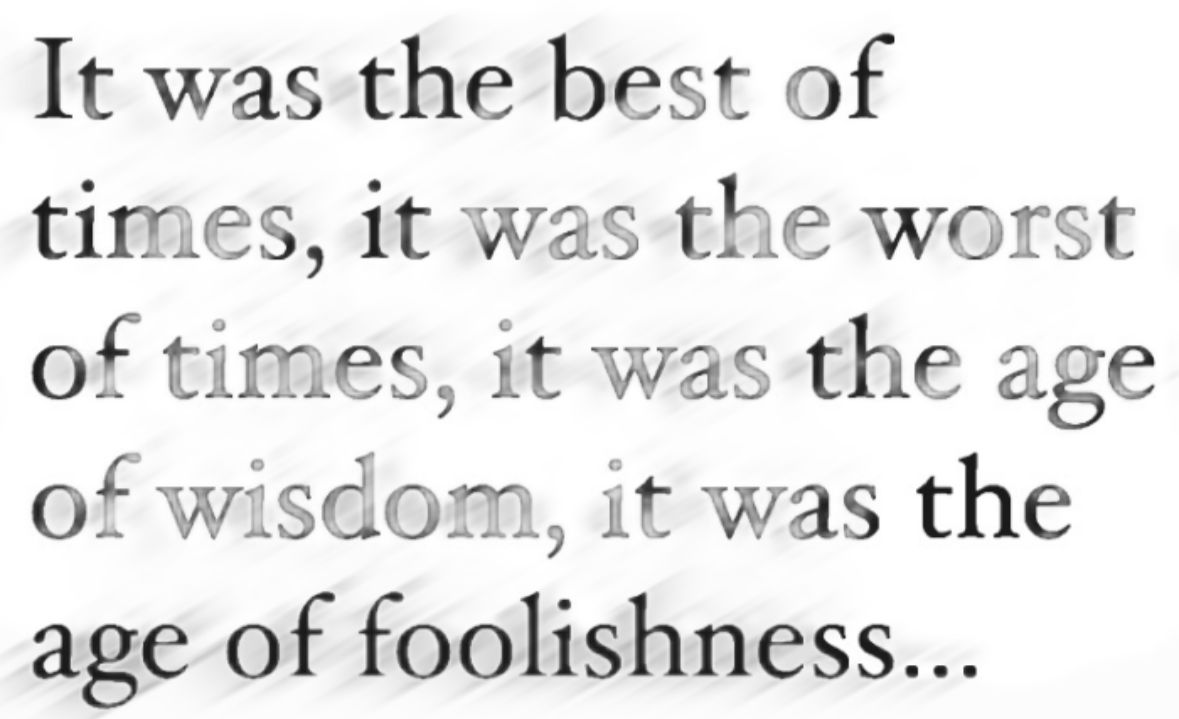 It was the best of
times, it was the worst
of times, it was the age
of wisdom, it was the
age of foolishness...